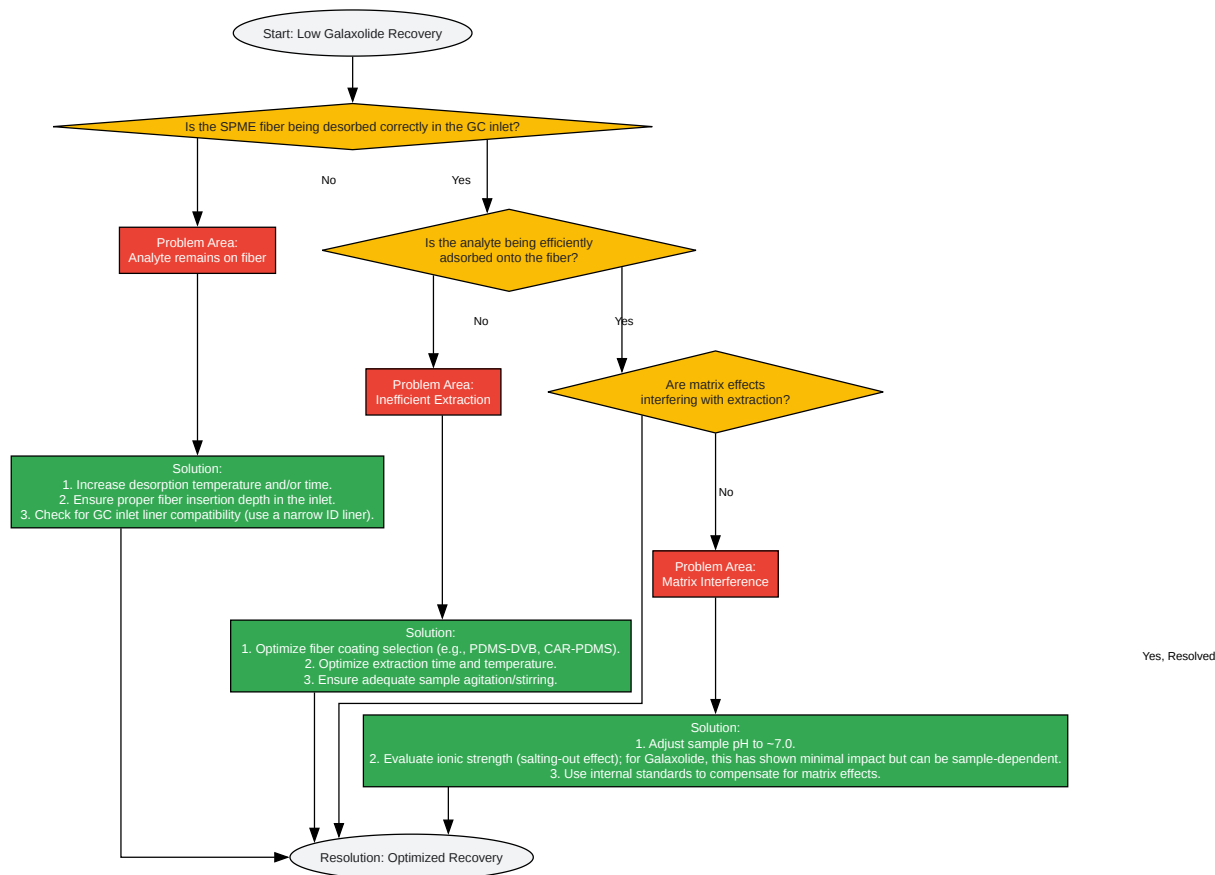 Start: Low Galaxolide Recovery
Is the SPME fiber being desorbed correctly in the GC inlet?
No
Yes
Problem Area:
Analyte remains on fiber
Is the analyte being efficiently
adsorbed onto the fiber?
No
Yes
Problem Area:
Inefficient Extraction
Are matrix effects
interfering with extraction?
Solution:
1. Increase desorption temperature and/or time.
2. Ensure proper fiber insertion depth in the inlet.
3. Check for GC inlet liner compatibility (use a narrow ID liner).
No
Problem Area:
Matrix Interference
Solution:
1. Optimize fiber coating selection (e.g., PDMS-DVB, CAR-PDMS).
2. Optimize extraction time and temperature.
3. Ensure adequate sample agitation/stirring.
Yes, Resolved
Solution:
1. Adjust sample pH to ~7.0.
2. Evaluate ionic strength (salting-out effect); for Galaxolide, this has shown minimal impact but can be sample-dependent.
3. Use internal standards to compensate for matrix effects.
Resolution: Optimized Recovery